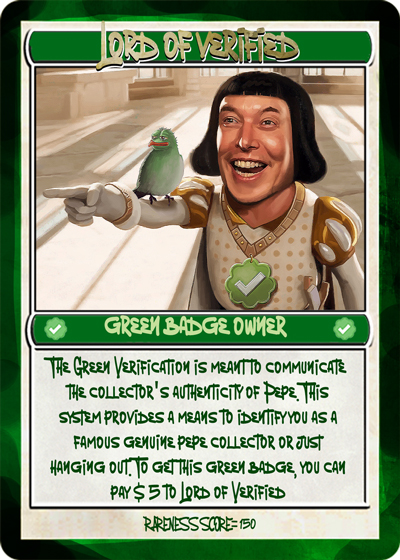 Lord of Verified
Green Badge Owner
The Green Verification is meant to communicate
the collector's authenticity of Pepe. This
system provides a means to identify you as a
famous genuine pepe collector or just
hanging out. To get this green badge, you can
pay $ 5 to Lord of Verified
Rareness Score= 150